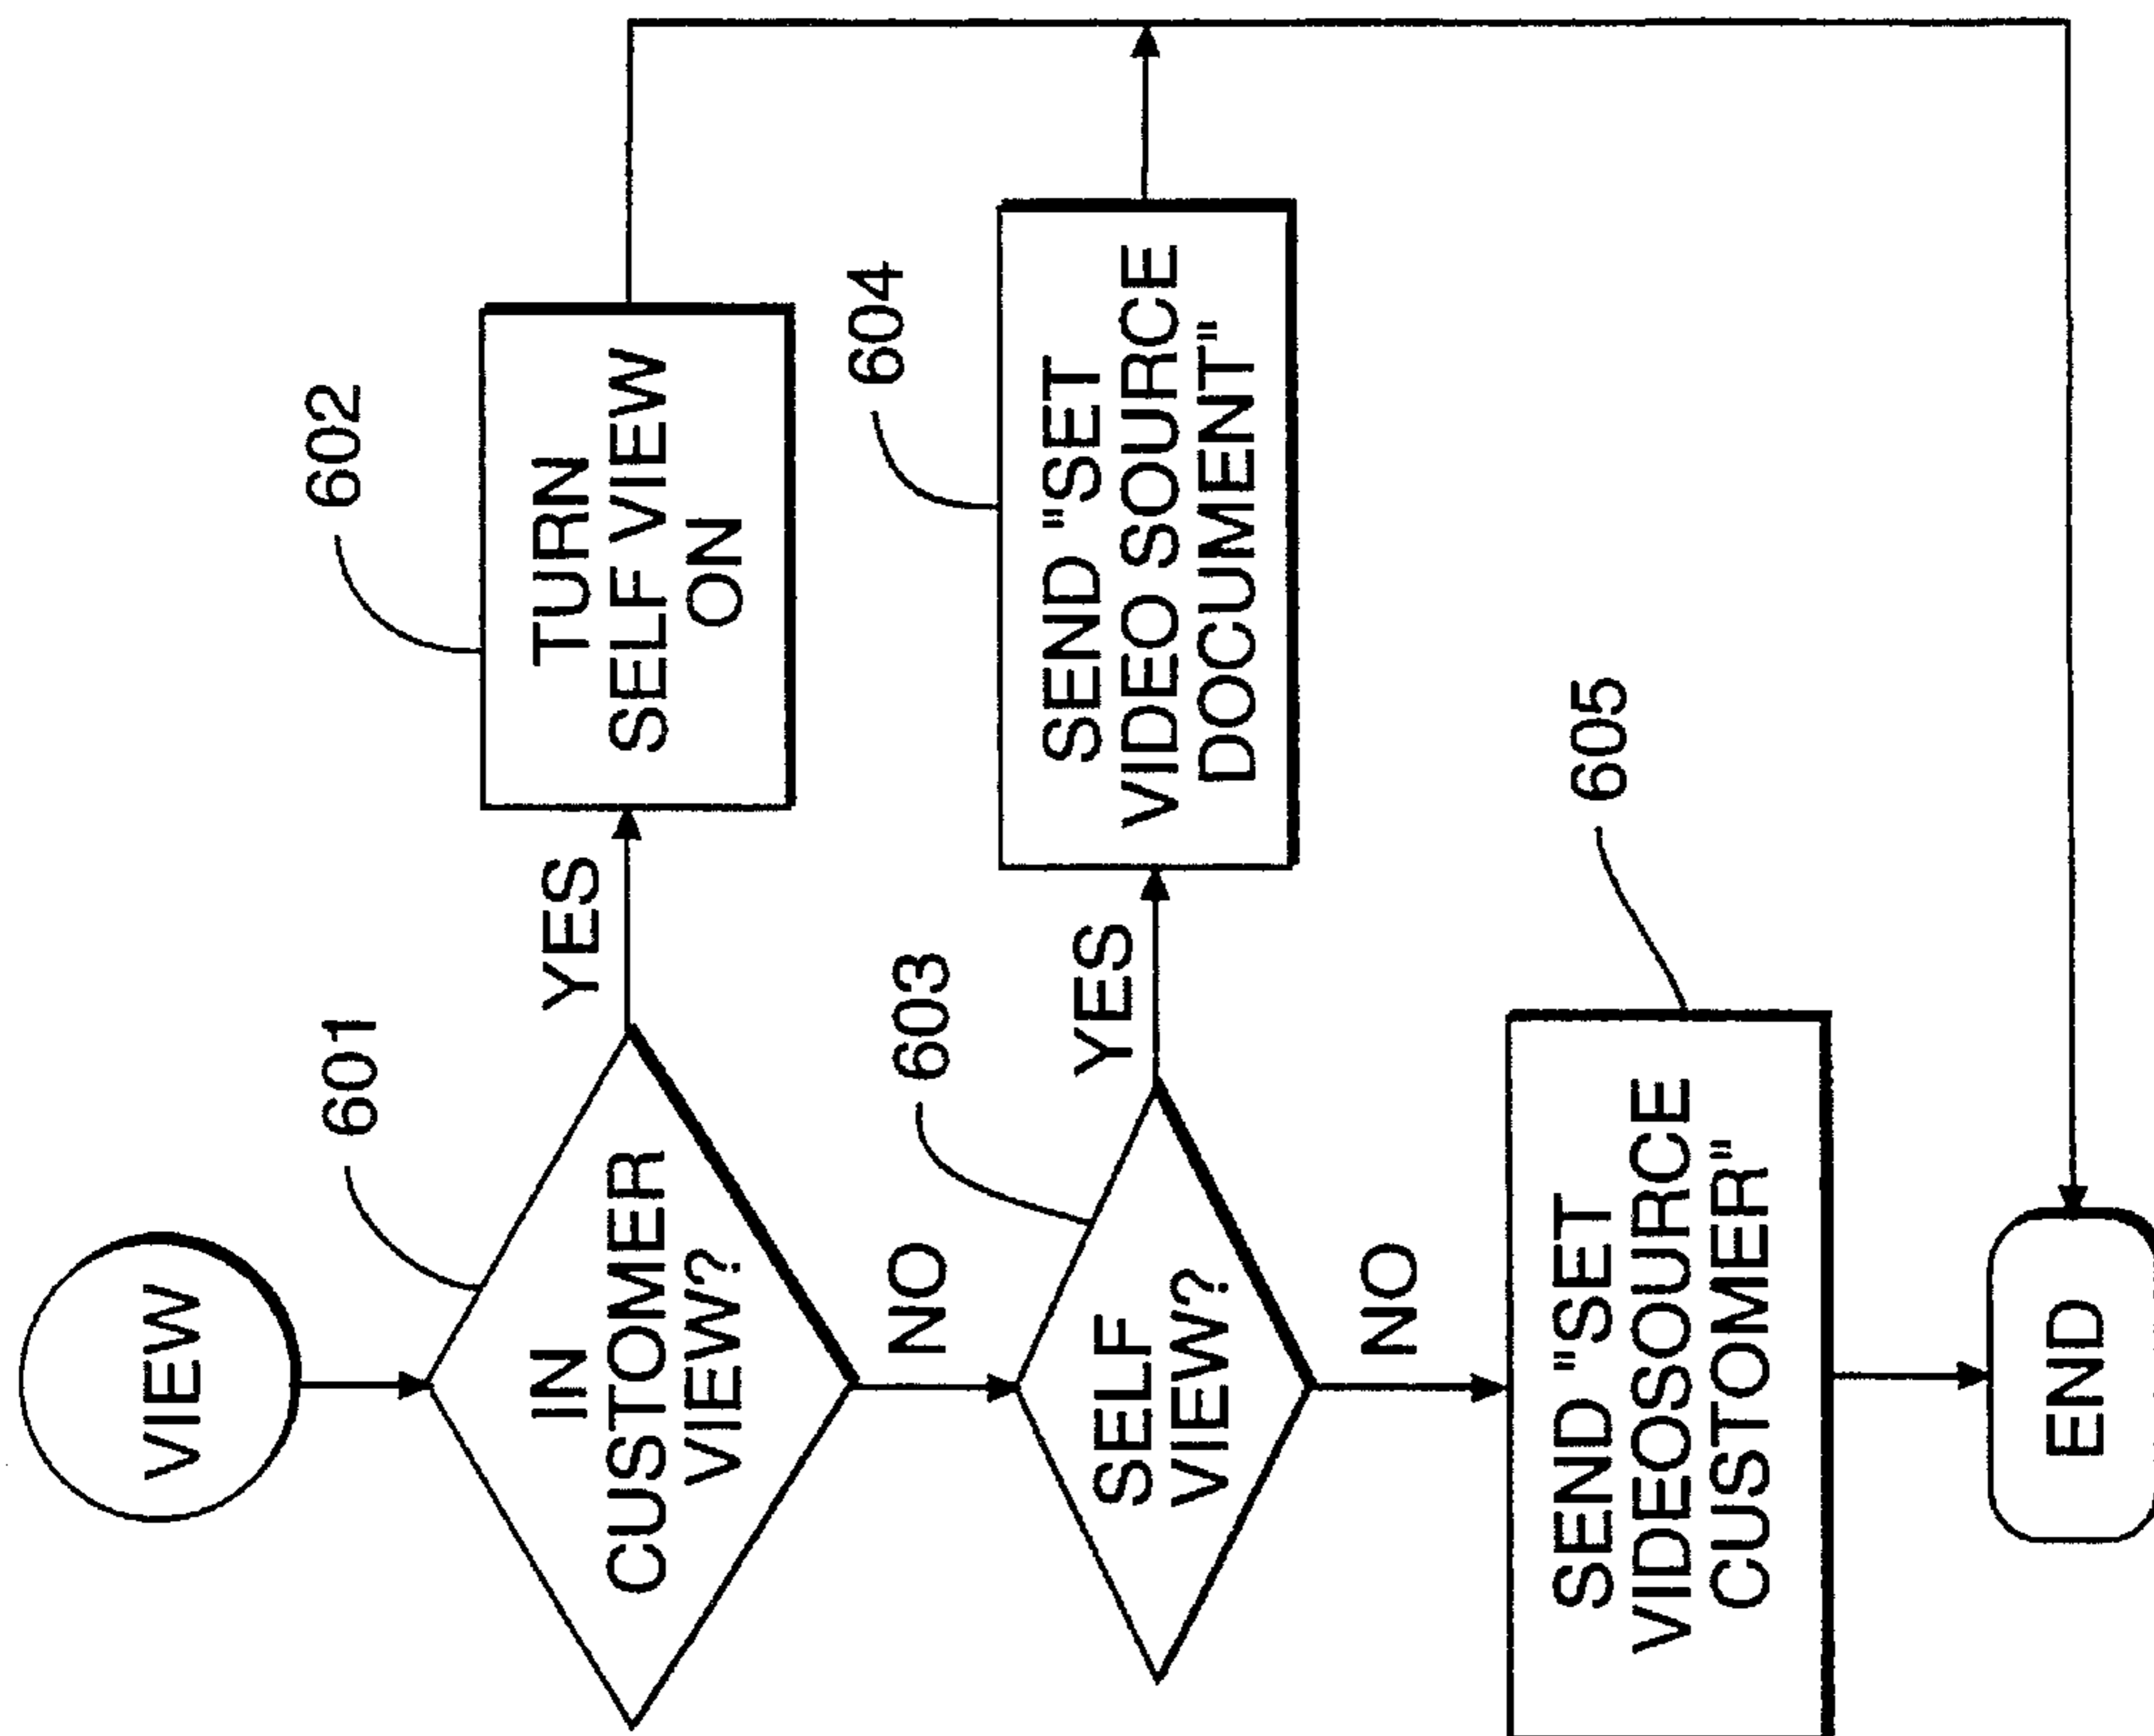 VIEW
601
IN
CUSTOMER
VIEW?
YES
602
TURN
SELF VIEW
ON
NO
603
SELF
VIEW?
YES
604
SEND "SET
VIDEO SOURCE
DOCUMENT"
NO
605
SEND "SET
VIDEOSOURCE
CUSTOMER"
END